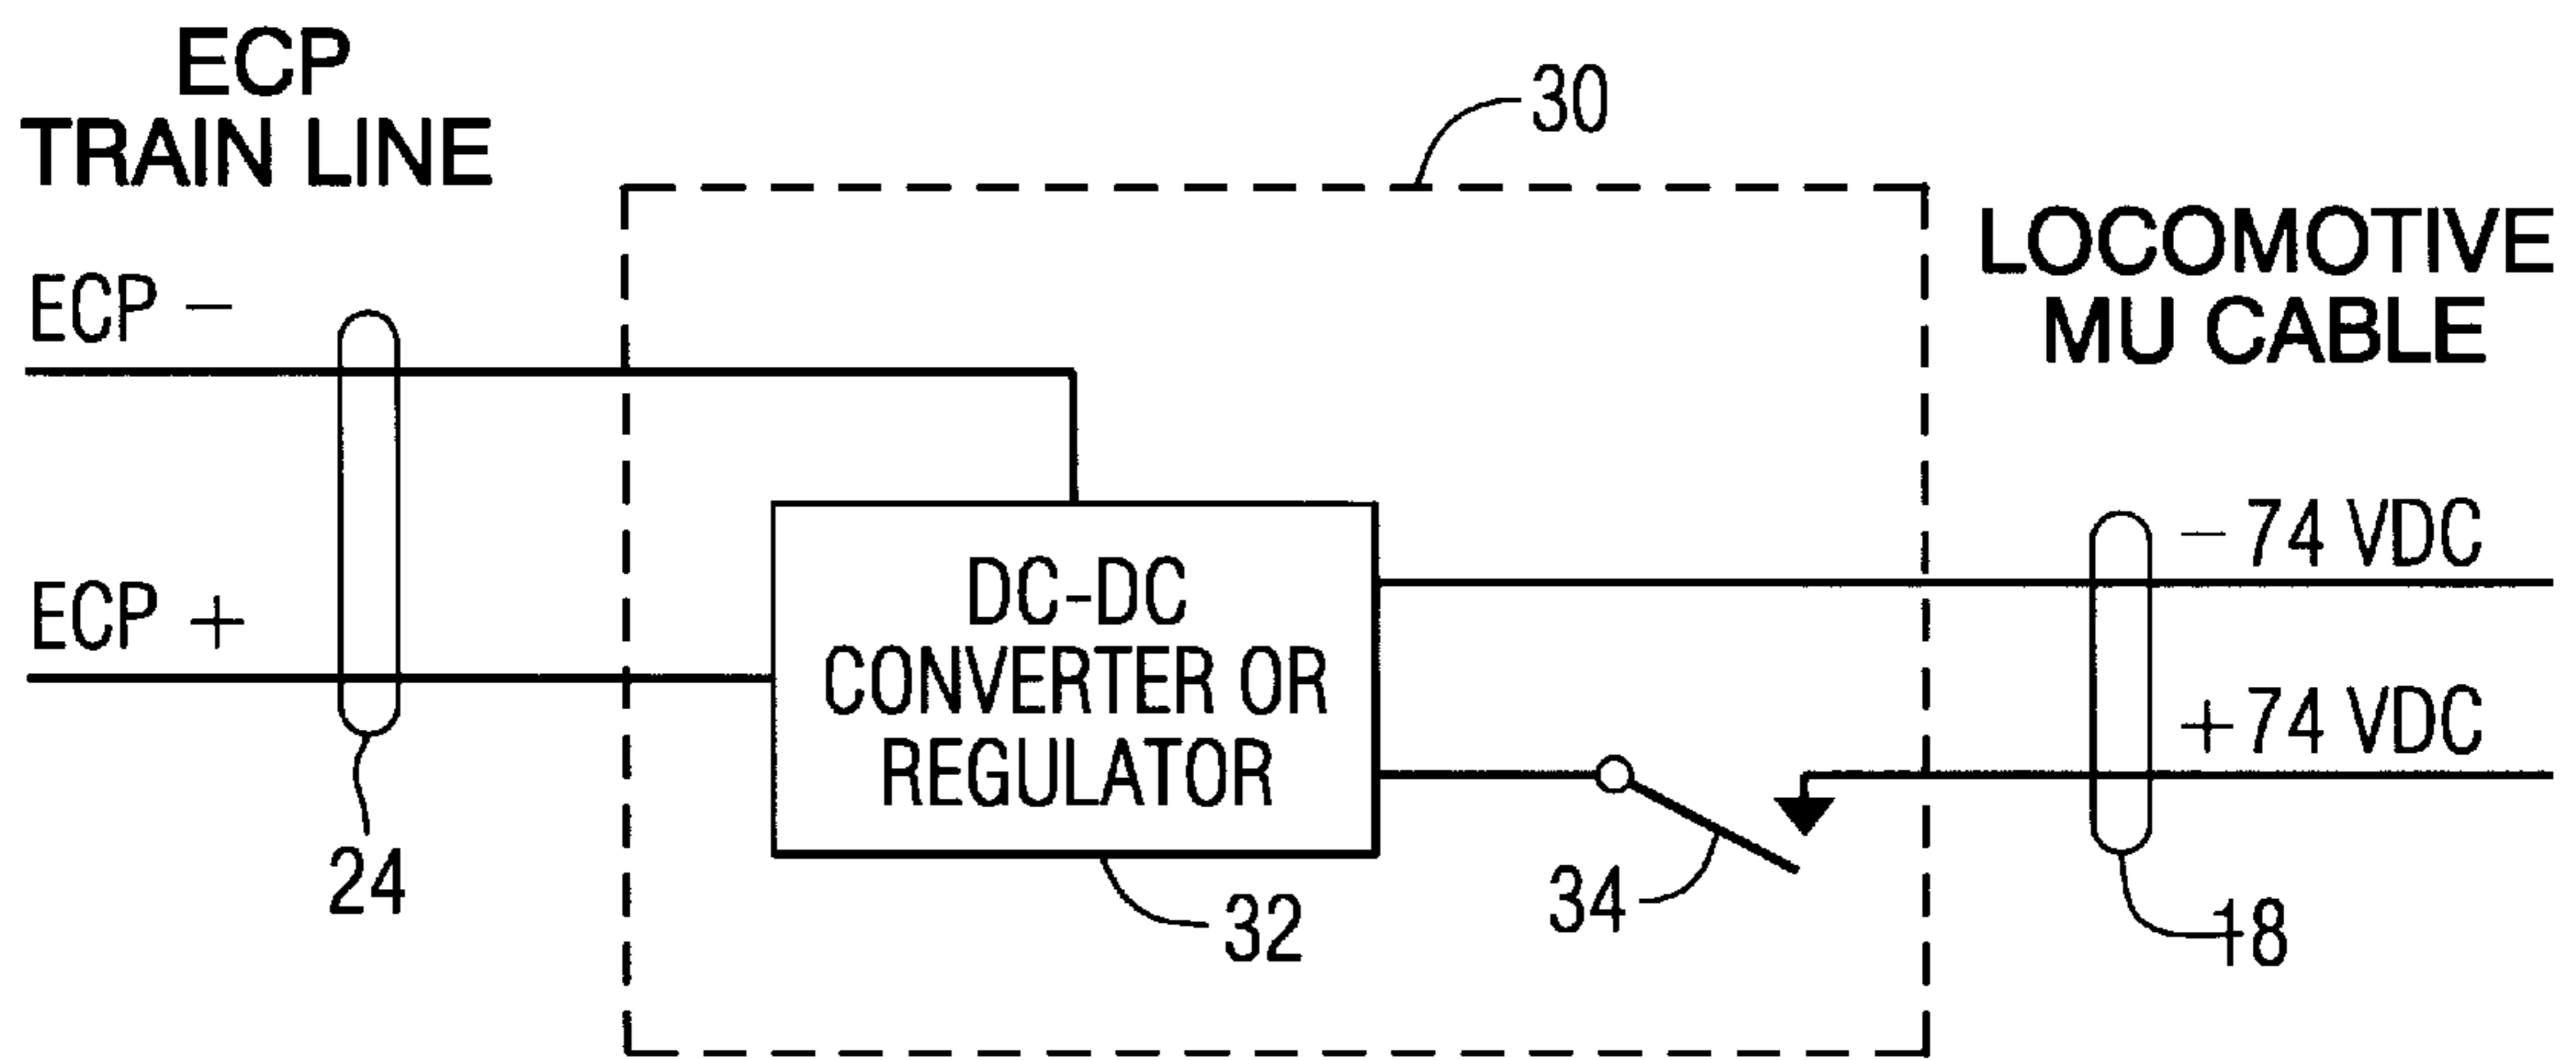 ECP
TRAIN LINE
30
LOCOMOTIVE
MU CABLE
ECP −
ECP +
DC-DC
CONVERTER OR
REGULATOR
− 74 VDC
+ 74 VDC
24
32
34
18